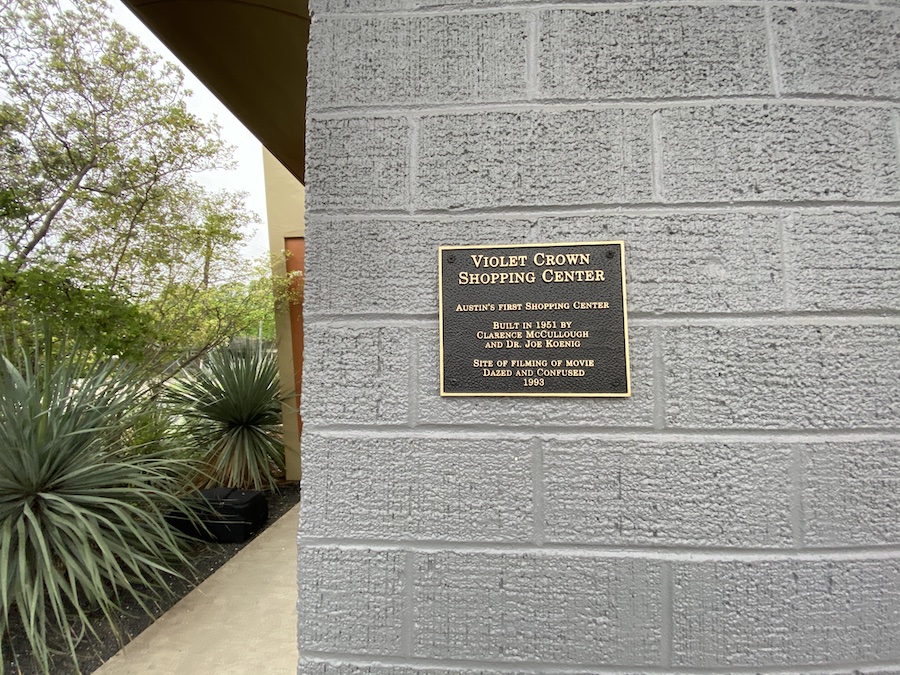 Violet Crown
Shopping Center
Austin's First Shopping Center
Built in 1951 by
Clarence McCullough
and Dr. Joe Koenig
Site of filming of movie
Dazed and Confused
1993